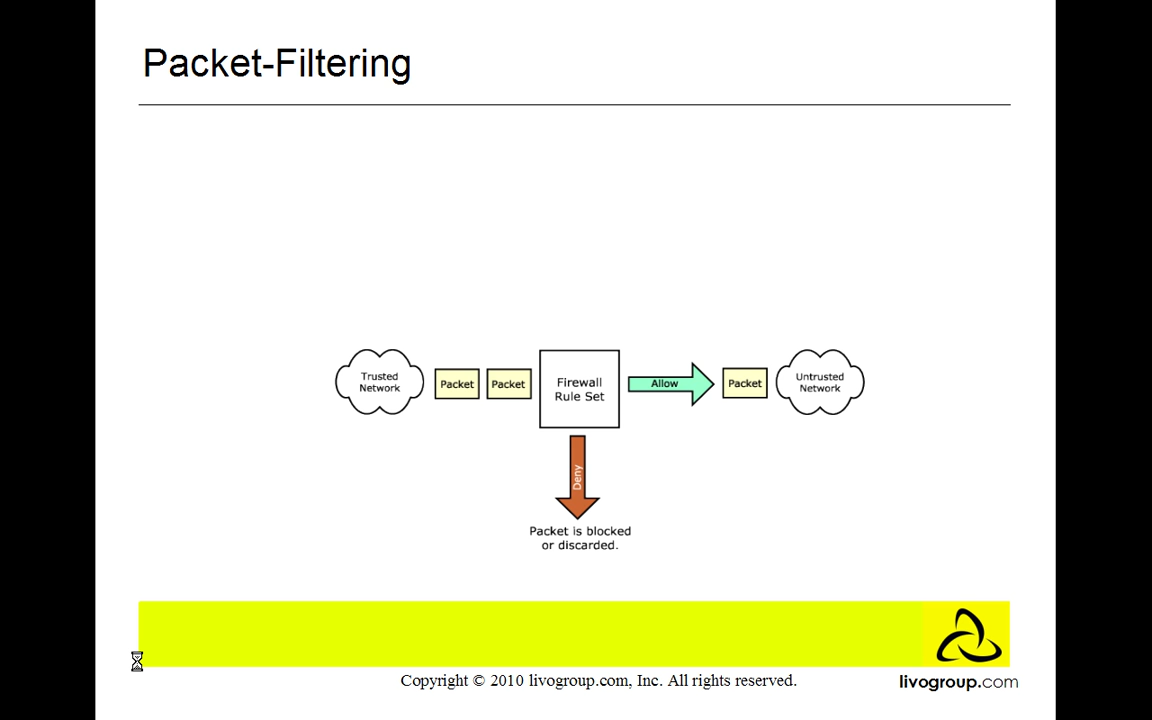 Packet-Filtering
Trusted
Network
Packet
Packet
Firewall
Rule Set
Allow
Packet
Untrusted
Network
Deny
Packet is blocked
or discarded.
Copyright © 2010 livogroup.com, Inc. All rights reserved.
livogroup.com